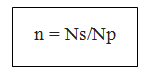 n = Ns/Np